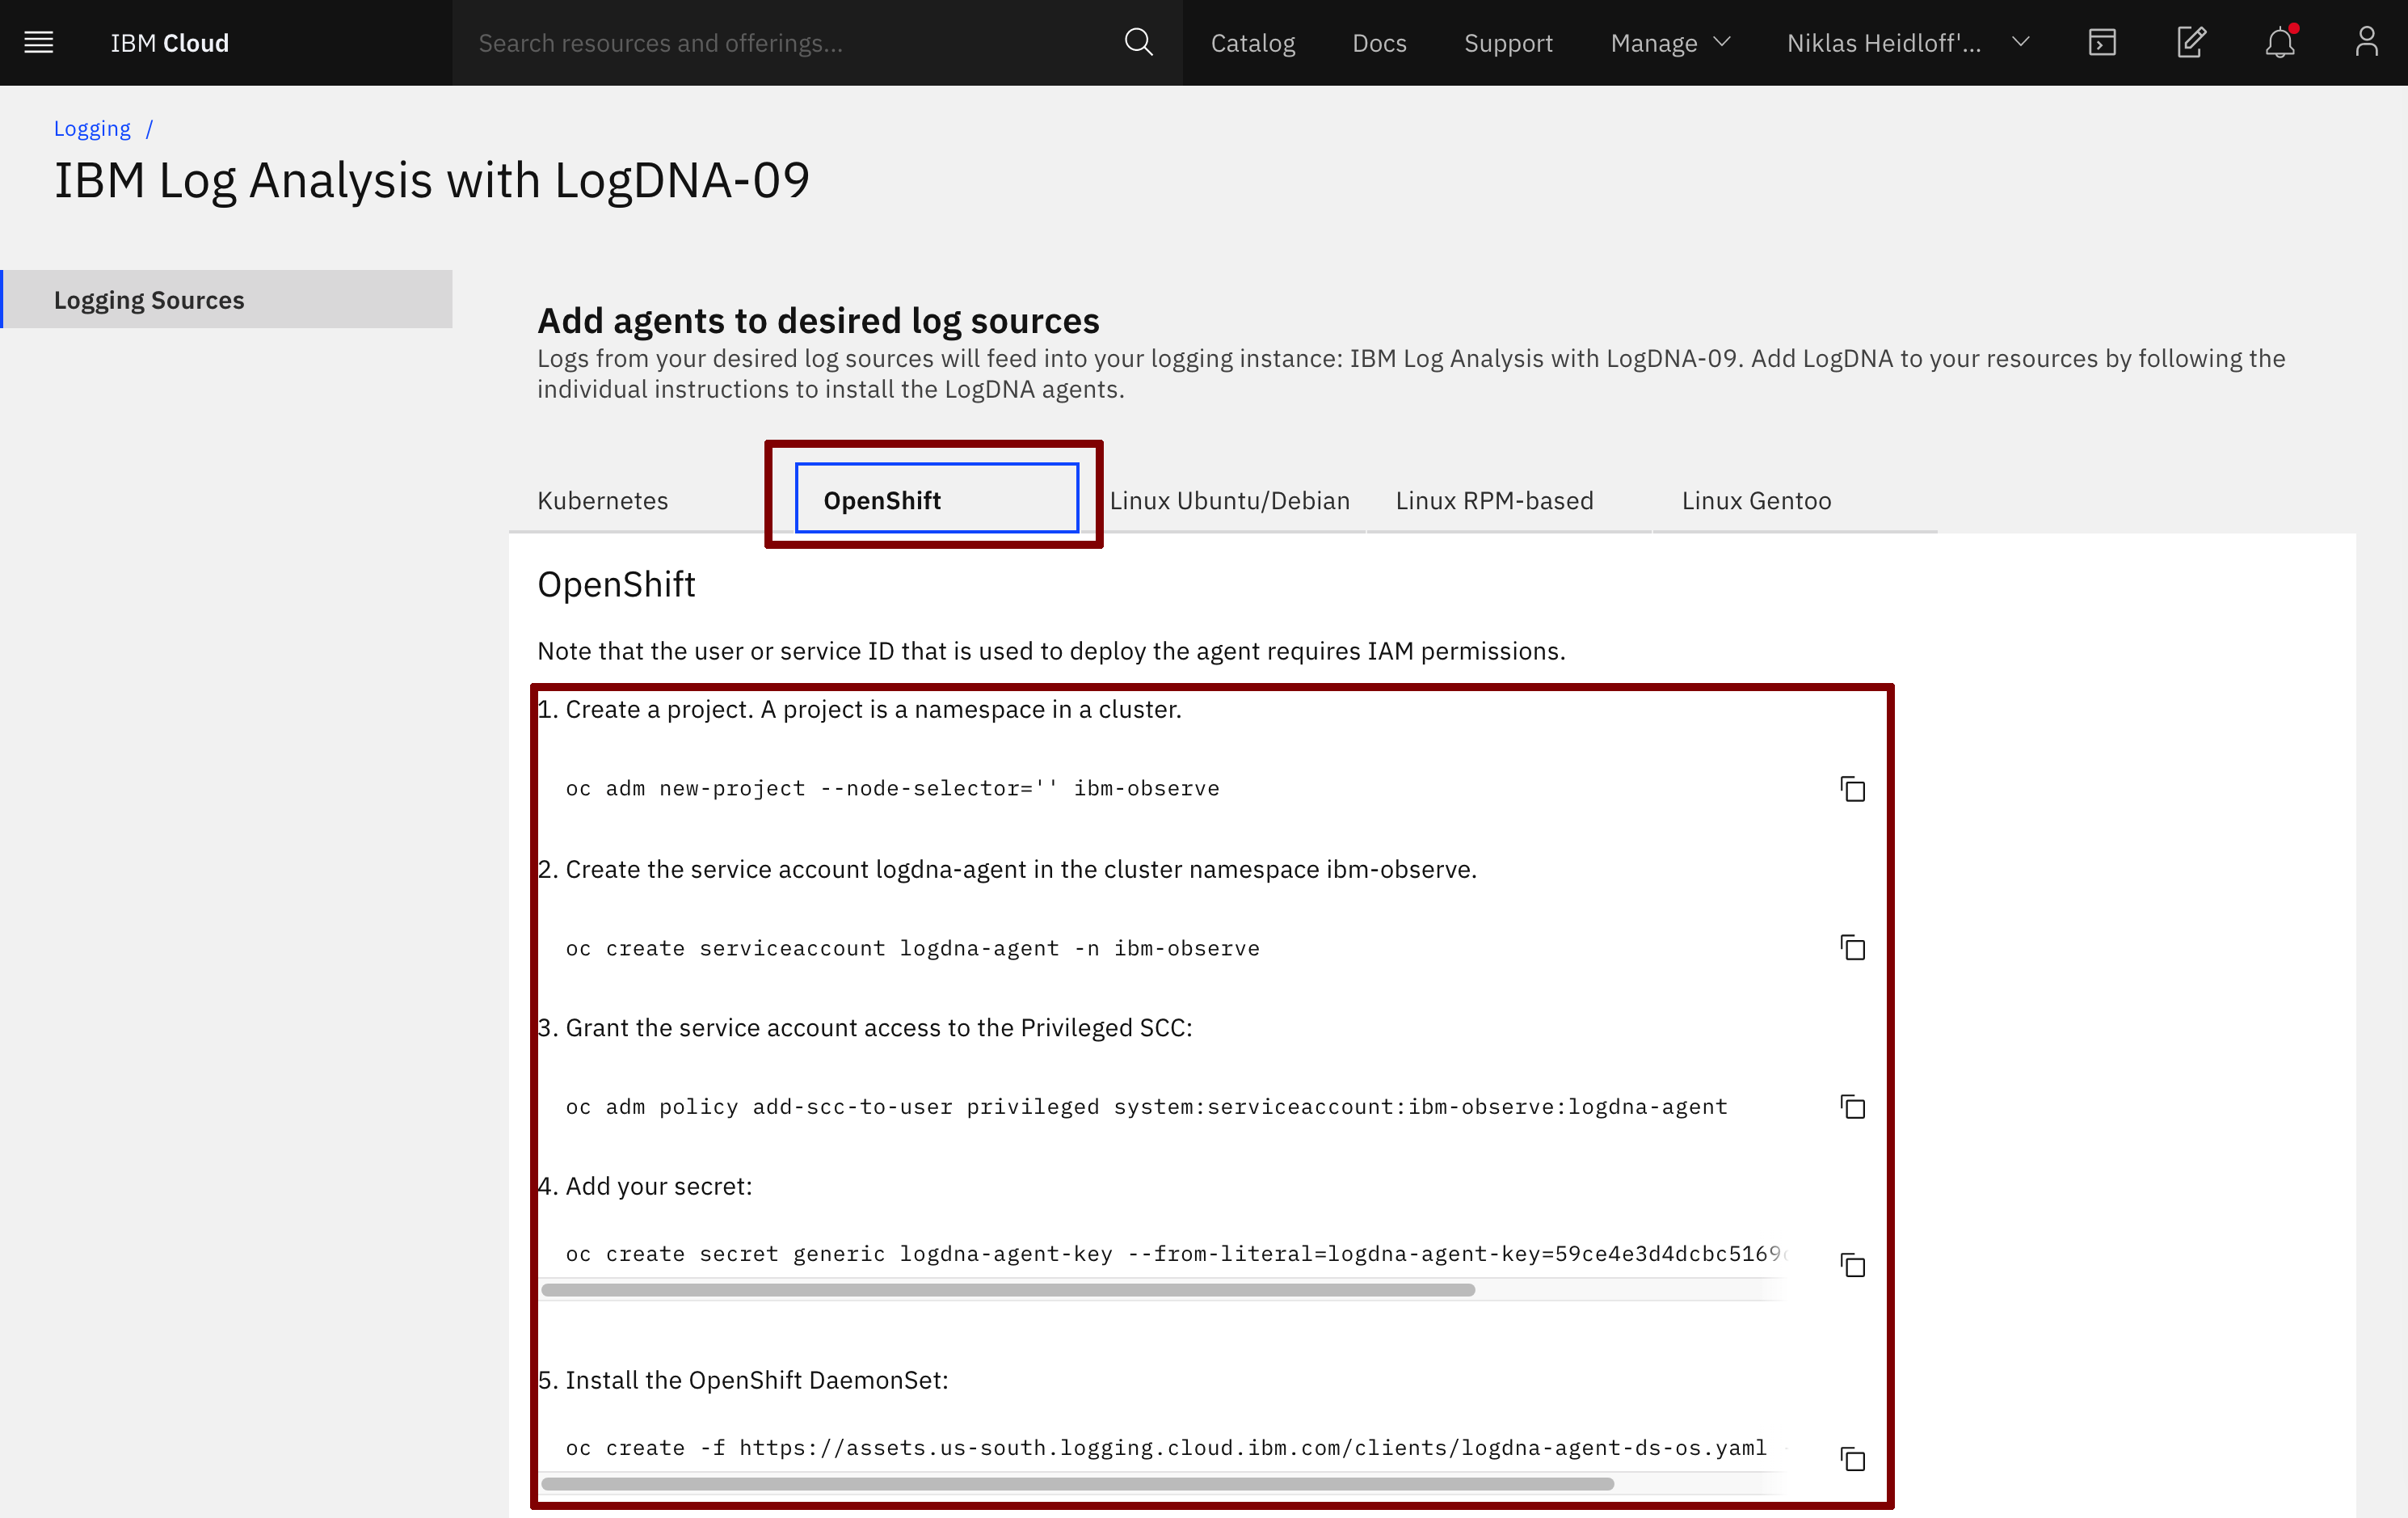 IBM Cloud
Search resources and offerings...
Catalog
Docs
Support
Manage
Niklas Heidloff'...
Logging /
IBM Log Analysis with LogDNA-09
Logging Sources
Add agents to desired log sources
Logs from your desired log sources will feed into your logging instance: IBM Log Analysis with LogDNA-09. Add LogDNA to your resources by following the
individual instructions to install the LogDNA agents.
Kubernetes
OpenShift
Linux Ubuntu/Debian
Linux RPM-based
Linux Gentoo
OpenShift
Note that the user or service ID that is used to deploy the agent requires IAM permissions.
1. Create a project. A project is a namespace in a cluster.
oc adm new-project --node-selector='' ibm-observe
2. Create the service account logdna-agent in the cluster namespace ibm-observe.
oc create serviceaccount logdna-agent -n ibm-observe
3. Grant the service account access to the Privileged SCC:
oc adm policy add-scc-to-user privileged system:serviceaccount:ibm-observe:logdna-agent
4. Add your secret:
oc create secret generic logdna-agent-key --from-literal=logdna-agent-key=59ce4e3d4dcbc5169
5. Install the OpenShift DaemonSet:
oc create -f https://assets.us-south.logging.cloud.ibm.com/clients/logdna-agent-ds-os.yaml